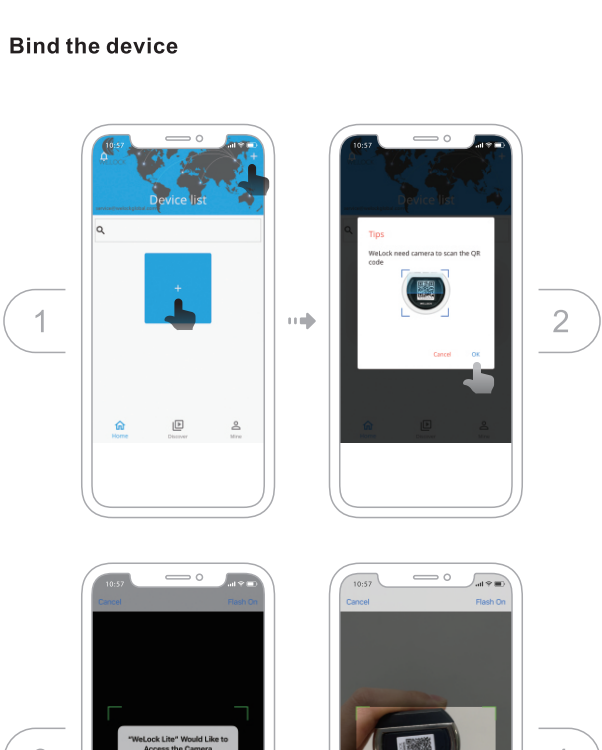 Bind the device
10:57
WELOCK
Device list
Home
Discover
Mine
1
10:57
Device list
Tips
WeLock need camera to scan the QR
code
WELOCK
Cancel
OK
2
10:57
Cancel
Flash On
"WeLock Lite" Would Like to
Access the Camera
10:57
Cancel
Flash On